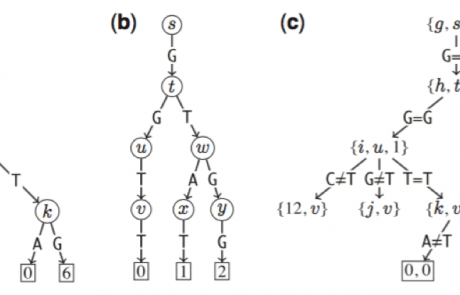 (b)
s
G
t
G T
u w
T A G
v x y
T T G
0 1 2
T
k
A G
0 6
(c)
{g, s
G=
{h, t
G=G
{i, u, 1}
C≠T G≠T T=T
{12, v} {j, v} {k, v
A≠T
0, 0